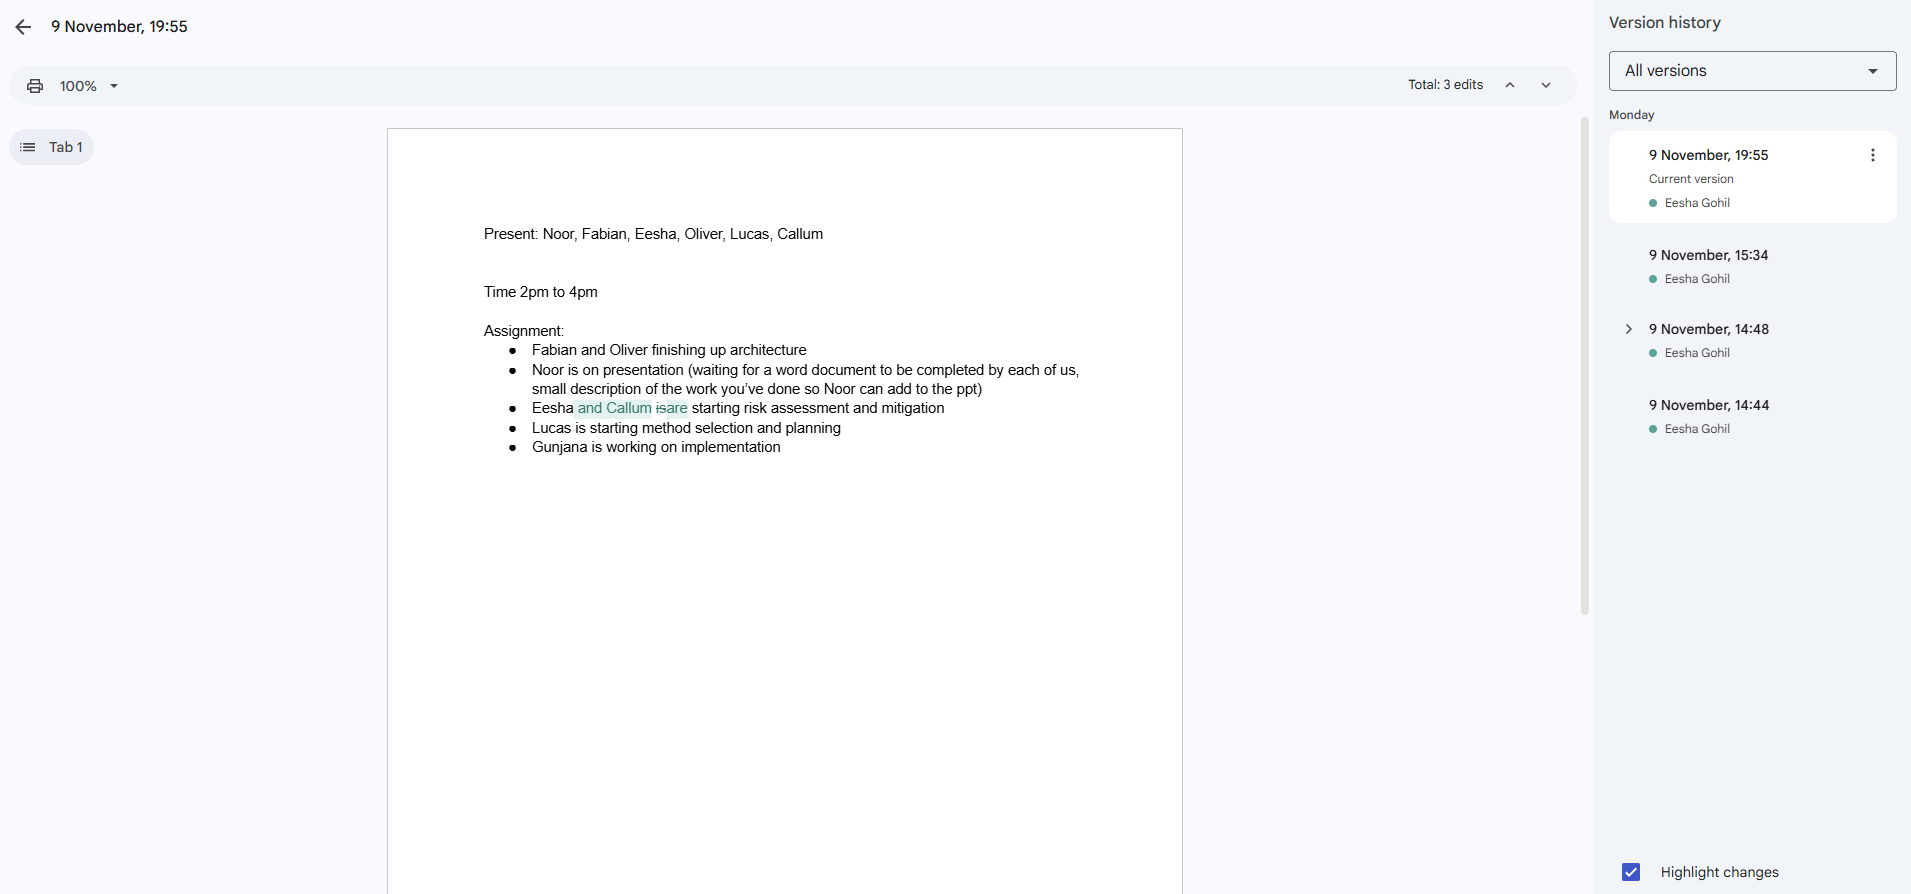 9 November, 19:55
100%
Total: 3 edits
Tab 1
Present: Noor, Fabian, Eesha, Oliver, Lucas, Callum
Time 2pm to 4pm
Assignment:
● Fabian and Oliver finishing up architecture
● Noor is on presentation (waiting for a word document to be completed by each of us,
small description of the work you’ve done so Noor can add to the ppt)
● Eesha and Callum isare starting risk assessment and mitigation
● Lucas is starting method selection and planning
● Gunjana is working on implementation
Version history
All versions
Monday
9 November, 19:55
Current version
Eesha Gohil
9 November, 15:34
Eesha Gohil
9 November, 14:48
Eesha Gohil
9 November, 14:44
Eesha Gohil
Highlight changes